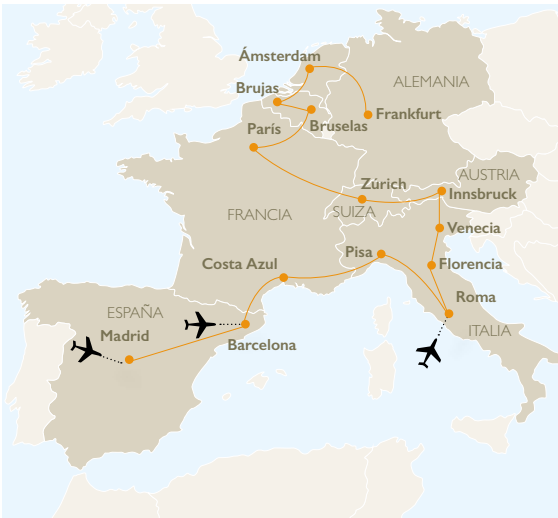 Ámsterdam
ALEMANIA
Brujas
Frankfurt
Bruselas
París
AUSTRIA
Zúrich
Innsbruck
FRANCIA
SUIZA
Venecia
Pisa
Costa Azul
Florencia
Roma
ESPAÑA
ITALIA
Madrid
Barcelona